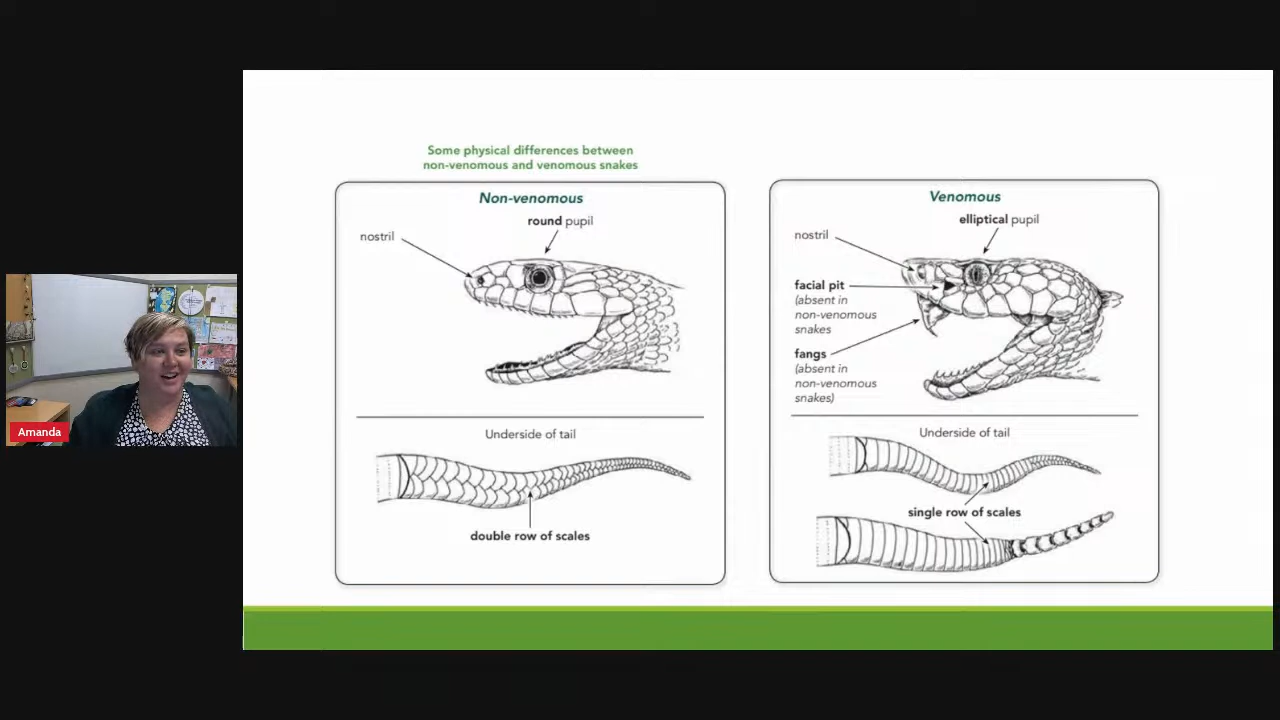 Some physical differences between
non-venomous and venomous snakes
Non-venomous
round pupil
nostril
Underside of tail
double row of scales
Venomous
elliptical pupil
nostril
facial pit
(absent in
non-venomous
snakes
fangs
(absent in
non-venomous
snakes)
Underside of tail
single row of scales
Amanda